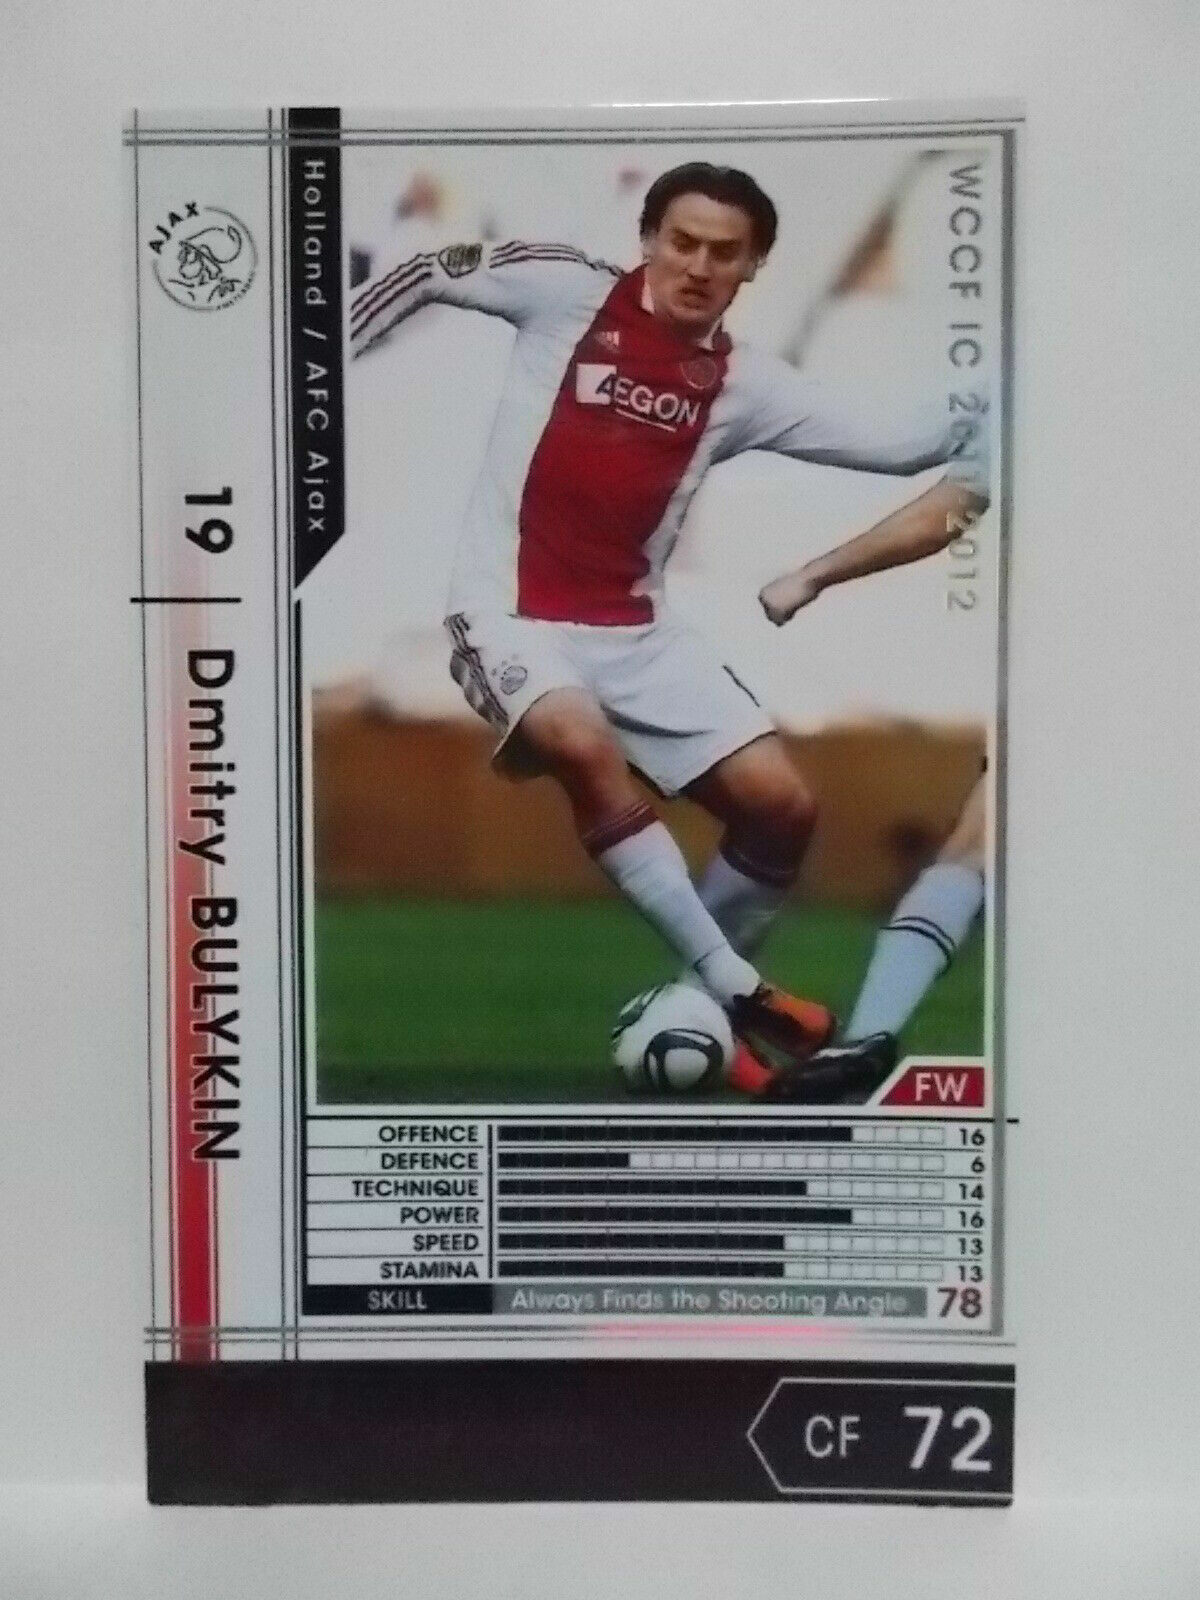 AJAX
Holland / AFC Ajax
WCCF IC 2011-2012
AEGON
19
Dmitry BULYKIN
FW
OFFENCE 16
DEFENCE 6
TECHNIQUE 14
POWER 16
SPEED 13
STAMINA 13
SKILL Always Finds the Shooting Angle 78
CF 72